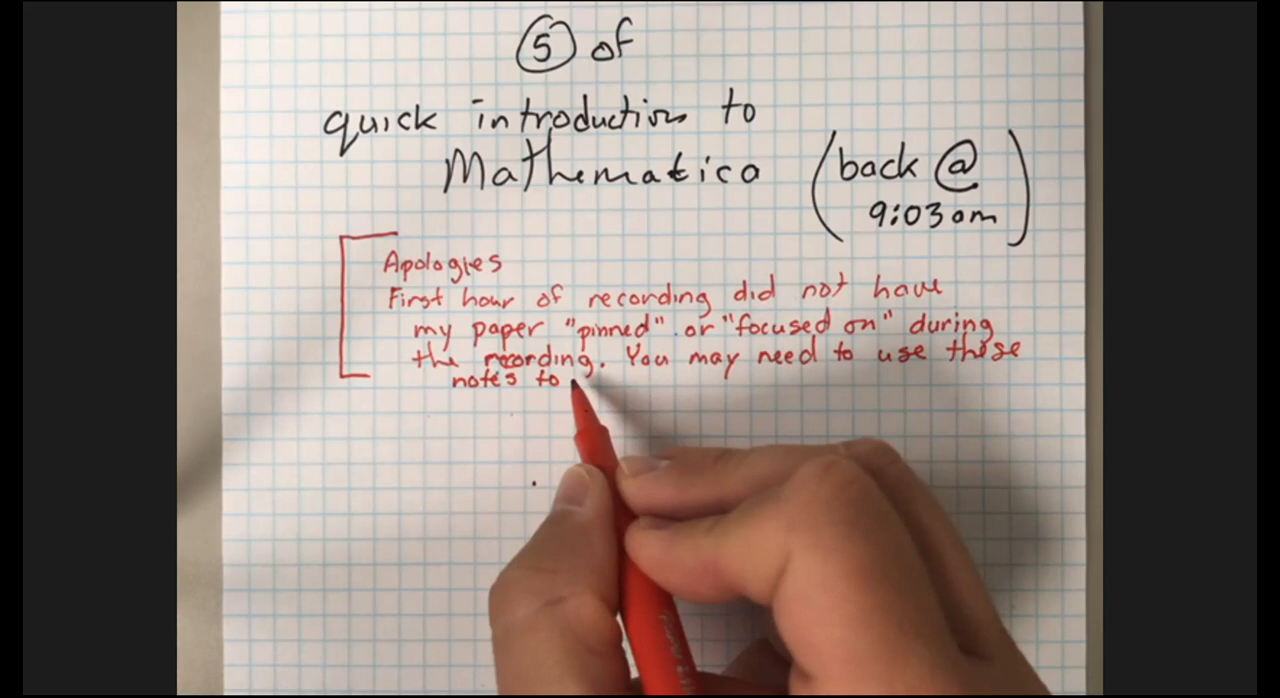 ⑤ of
quick introduction to
Mathematica
(back @
9:03am)
Apologies
First hour of recording did not have
my paper "pinned" or "focused on" during
the recording. You may need to use these
notes to